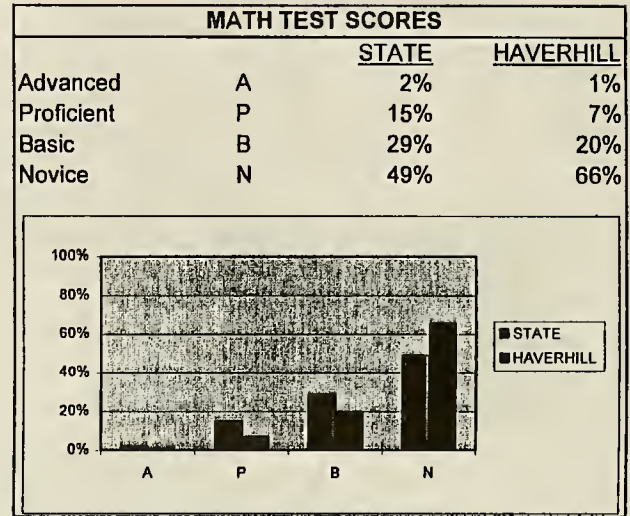 MATH TEST SCORES
STATE HAVERHILL
Advanced A 2% 1%
Proficient P 15% 7%
Basic B 29% 20%
Novice N 49% 66%
100%
80%
60%
40%
20%
0%
A P B N
STATE
HAVERHILL